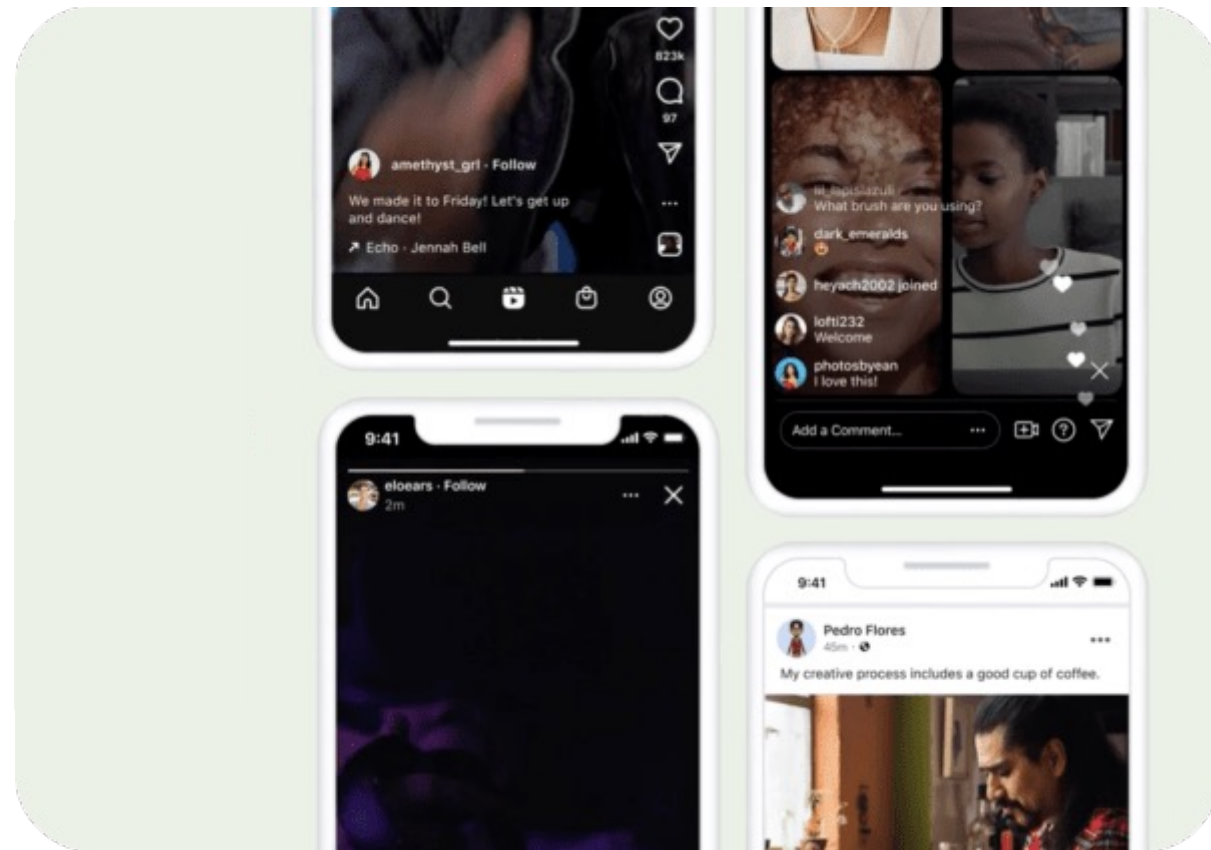 823k
97
amethyst_grl · Follow
We made it to Friday! Let's get up
and dance!
Echo · Jennah Bell
lil_lapislazuli
What brush are you using?
dark_emeralds
heyach2002 joined
lofti232
Welcome
photosbyean
I love this!
Add a Comment...
9:41
eloears · Follow
2m
9:41
Pedro Flores
45m ·
My creative process includes a good cup of coffee.